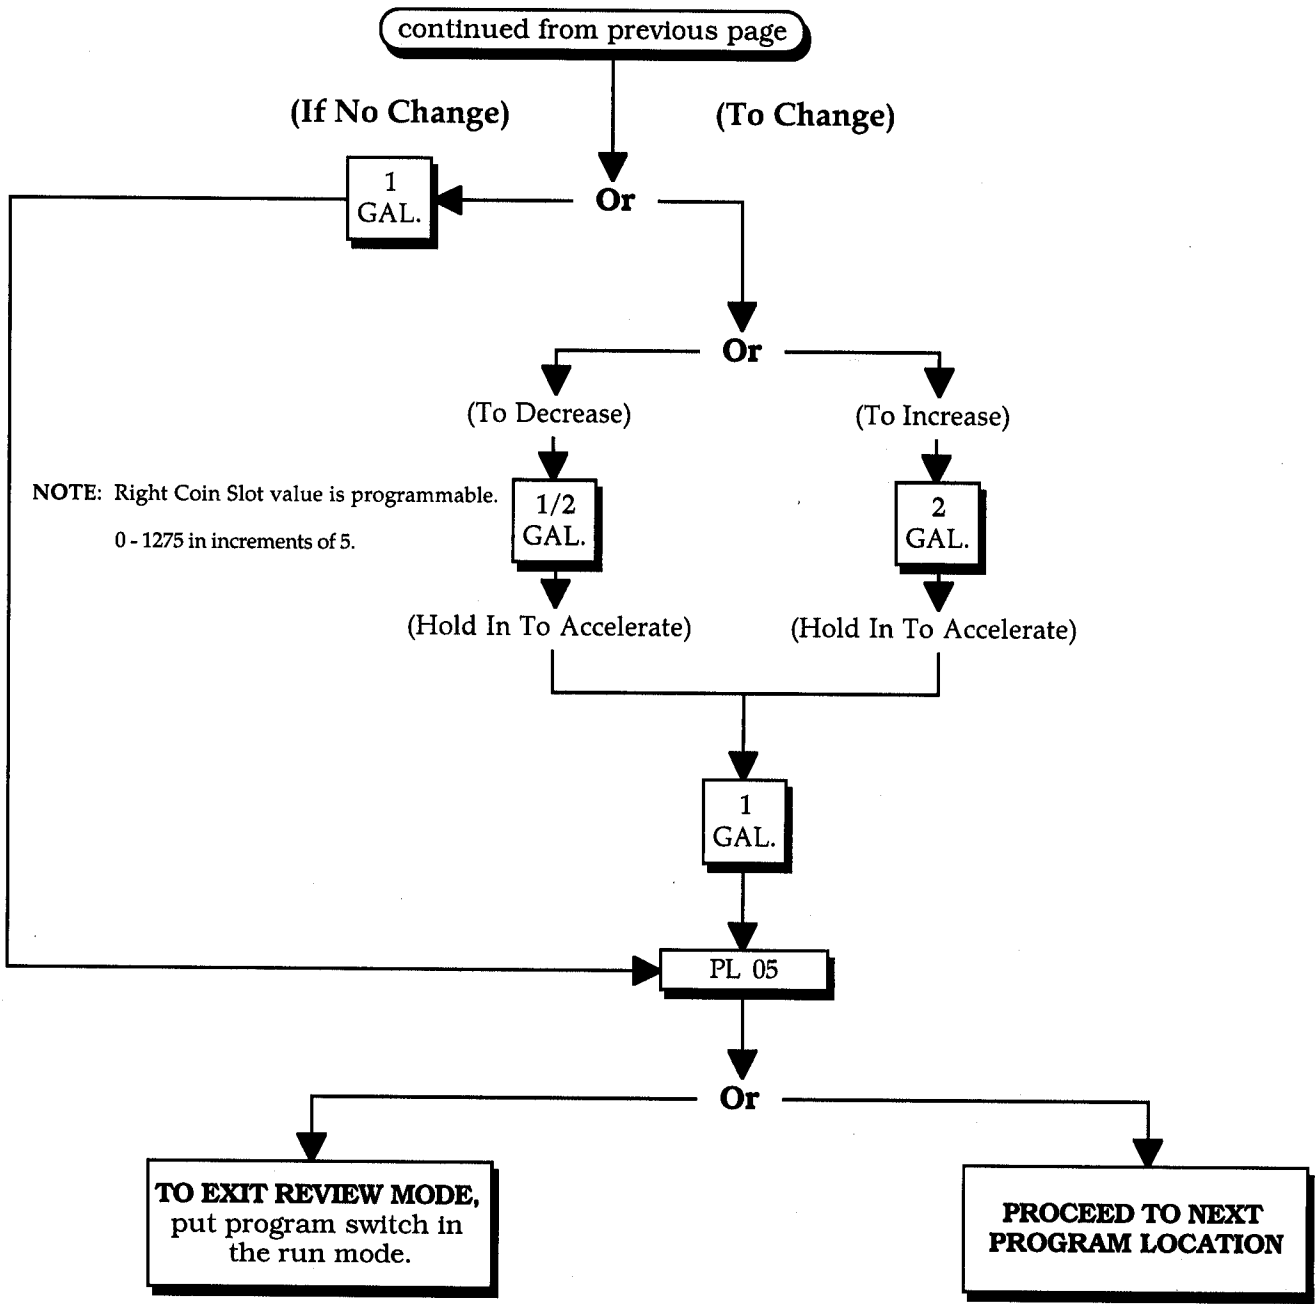 continued from previous page
(If No Change)
(To Change)
1
GAL.
Or
Or
(To Decrease)
(To Increase)
NOTE: Right Coin Slot value is programmable.
0 - 1275 in increments of 5.
1/2
GAL.
2
GAL.
(Hold In To Accelerate)
(Hold In To Accelerate)
1
GAL.
PL 05
Or
TO EXIT REVIEW MODE,
put program switch in
the run mode.
PROCEED TO NEXT
PROGRAM LOCATION